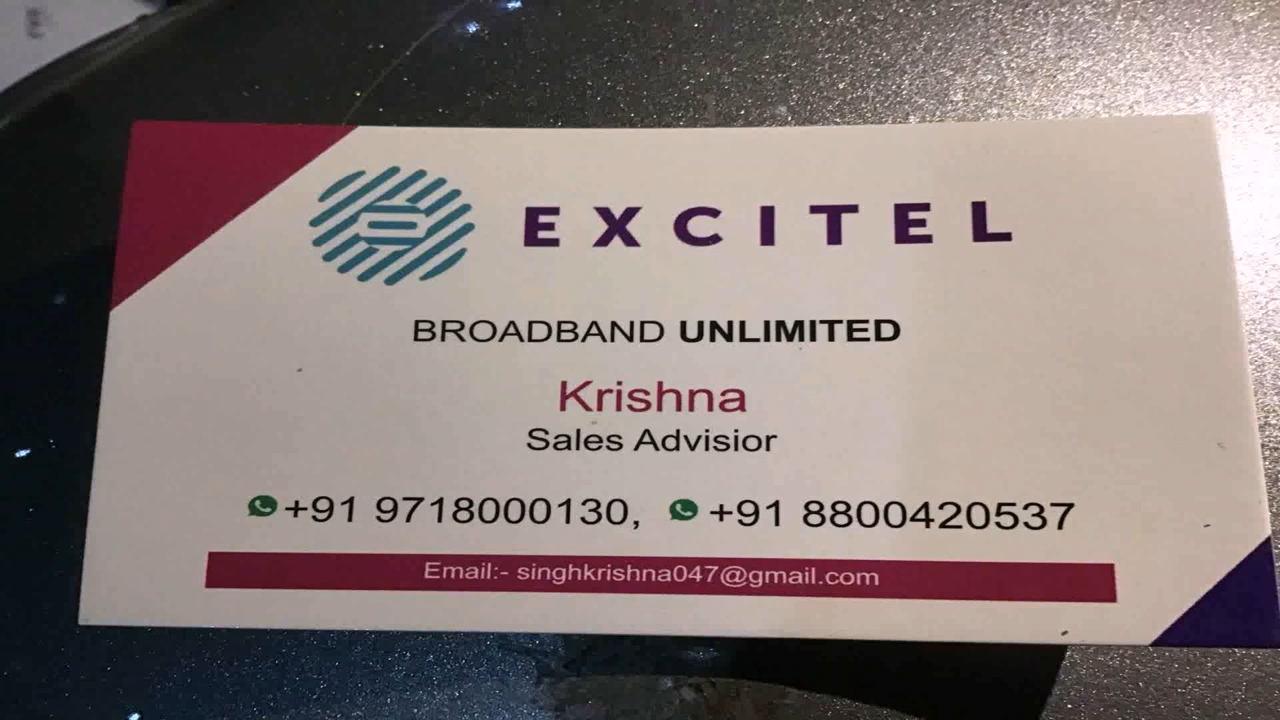 EXCITEL
BROADBAND UNLIMITED
Krishna
Sales Advisior
+91 9718000130, +91 8800420537
Email:- singhkrishna047@gmail.com